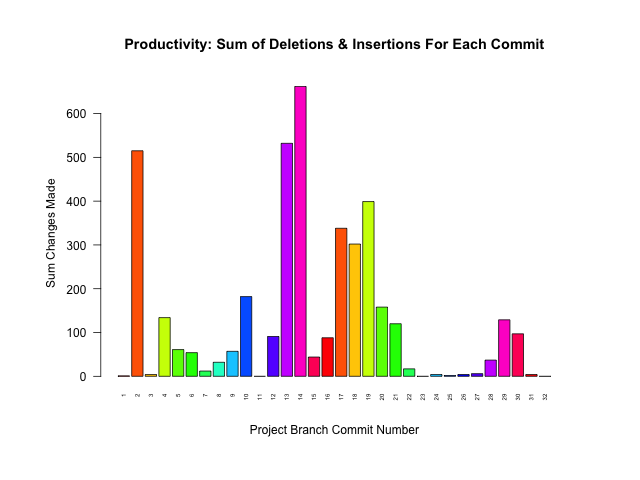 Productivity: Sum of Deletions & Insertions For Each Commit
600
500
400
300
200
100
0
Sum Changes Made
1 2 3 4 5 6 7 8 9 10 11 12 13 14 15 16 17 18 19 20 21 22 23 24 25 26 27 28 29 30 31 32
Project Branch Commit Number